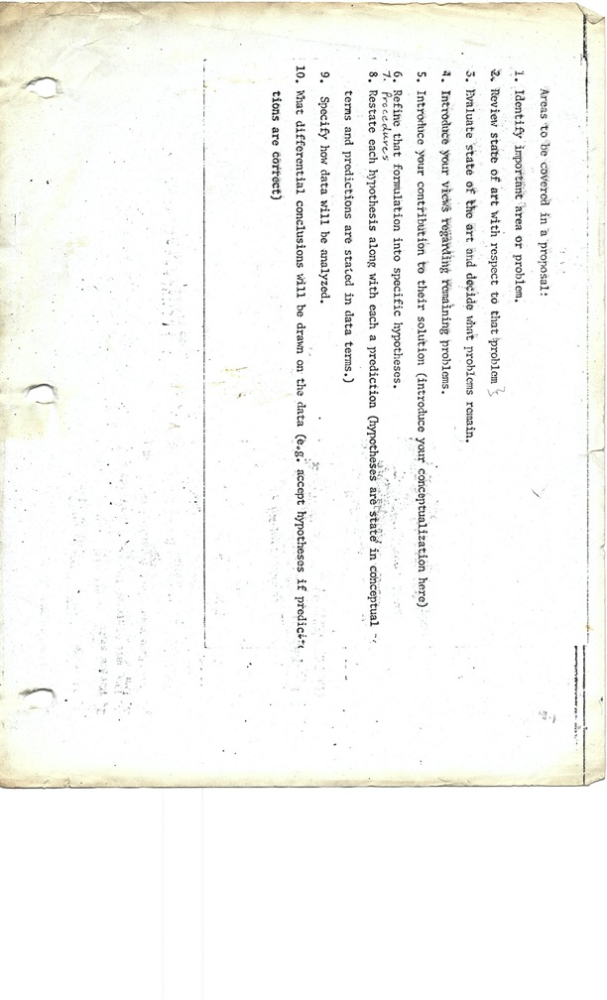 Areas to be covered in a proposal:
1. Identify important area or problem.
2. Review state of art with respect to that problem
3. Evaluate state of the art and decide what problems remain.
4. Introduce your views regarding remaining problems.
5. Introduce your contribution to their solution (introduce your conceptualization here)
6. Refine that formulation into specific hypotheses.
7. Procedures
8. Restate each hypothesis along with each a prediction (hypotheses are state in conceptual
terms and predictions are stated in data terms.)
9. Specify how data will be analyzed.
10. What differential conclusions will be drawn on the data (e.g. accept hypotheses if predic
tions are correct)